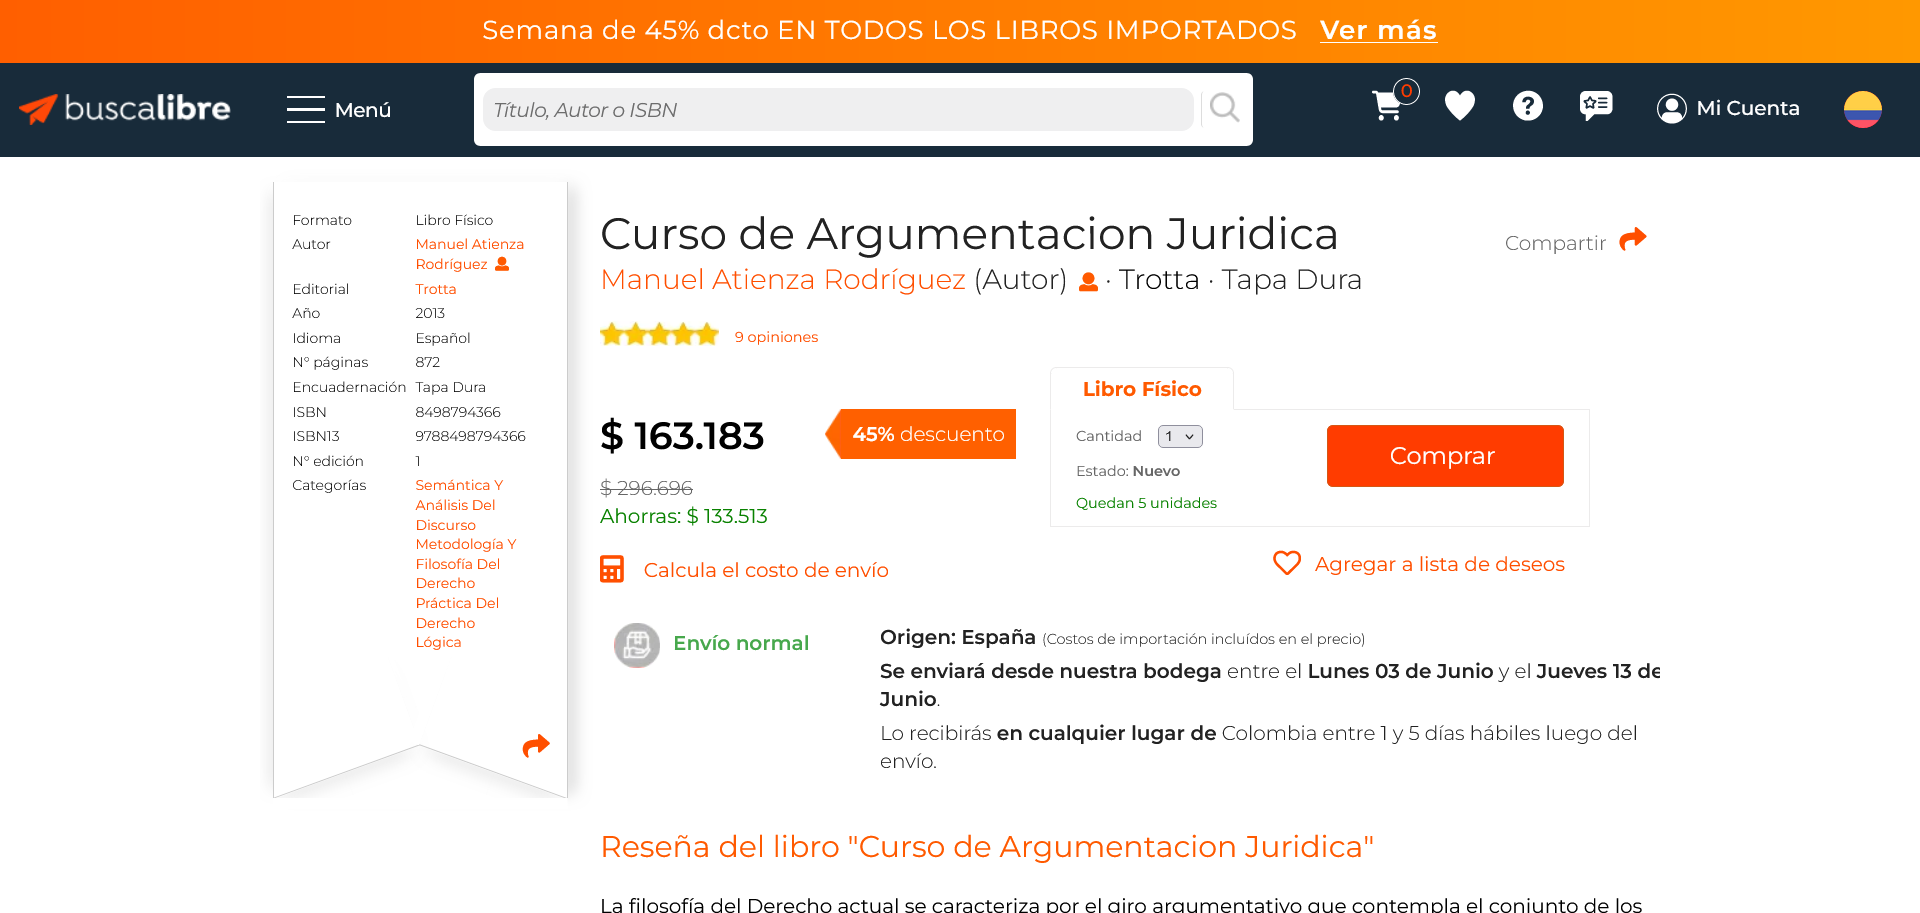 Semana de 45% dcto EN TODOS LOS LIBROS IMPORTADOS Ver más
buscalibre
Menú
Título, Autor o ISBN
0
?
Mi Cuenta
Formato Libro Físico
Autor Manuel Atienza
Rodríguez
Editorial Trotta
Año 2013
Idioma Español
N° páginas 872
Encuadernación Tapa Dura
ISBN 8498794366
ISBN13 9788498794366
N° edición 1
Categorías Semántica Y
Análisis Del
Discurso
Metodología Y
Filosofía Del
Derecho
Práctica Del
Derecho
Lógica
Curso de Argumentacion Juridica
Compartir
Manuel Atienza Rodríguez (Autor) · Trotta · Tapa Dura
9 opiniones
$ 163.183
45% descuento
$ 296.696
Ahorras: $ 133.513
Calcula el costo de envío
Libro Físico
Cantidad 1
Estado: Nuevo
Quedan 5 unidades
Comprar
Agregar a lista de deseos
Envío normal
Origen: España (Costos de importación incluídos en el precio)
Se enviará desde nuestra bodega entre el Lunes 03 de Junio y el Jueves 13 de
Junio.
Lo recibirás en cualquier lugar de Colombia entre 1 y 5 días hábiles luego del
envío.
Reseña del libro "Curso de Argumentacion Juridica"
La filosofía del Derecho actual se caracteriza por el giro argumentativo que contempla el conjunto de los